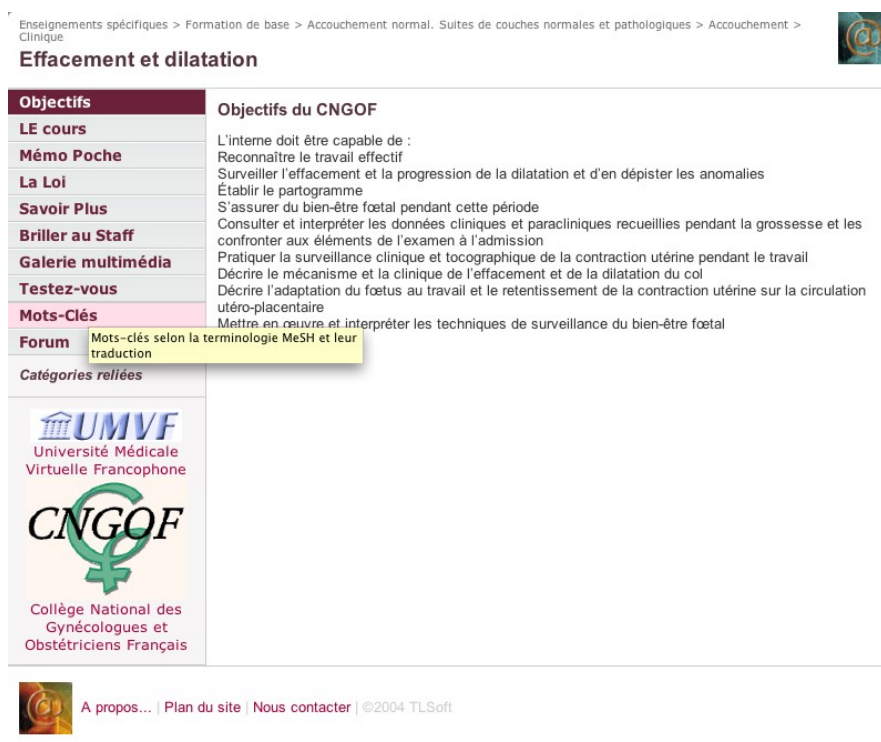 Enseignements spécifiques > Formation de base > Accouchement normal. Suites de couches normales et pathologiques > Accouchement >
Clinique
Effacement et dilatation
Objectifs
LE cours
Mémo Poche
La Loi
Savoir Plus
Briller au Staff
Galerie multimédia
Testez-vous
Mots-Clés
Forum
Mots-clés selon la terminologie MeSH et leur
traduction
Catégories reliées
UMVF
Université Médicale
Virtuelle Francophone
CNGOF
Collège National des
Gynécologues et
Obstétriciens Français
Objectifs du CNGOF
L'interne doit être capable de :
Reconnaître le travail effectif
Surveiller l'effacement et la progression de la dilatation et d'en dépister les anomalies
Établir le partogramme
S'assurer du bien-être fœtal pendant cette période
Consulter et interpréter les données cliniques et paracliniques recueillies pendant la grossesse et les
confronter aux éléments de l'examen à l'admission
Pratiquer la surveillance clinique et tocographique de la contraction utérine pendant le travail
Décrire le mécanisme et la clinique de l'effacement et de la dilatation du col
Décrire l'adaptation du fœtus au travail et le retentissement de la contraction utérine sur la circulation
utéro-placentaire
Mettre en œuvre et interpréter les techniques de surveillance du bien-être fœtal
A propos... | Plan du site | Nous contacter | ©2004 TLSoft